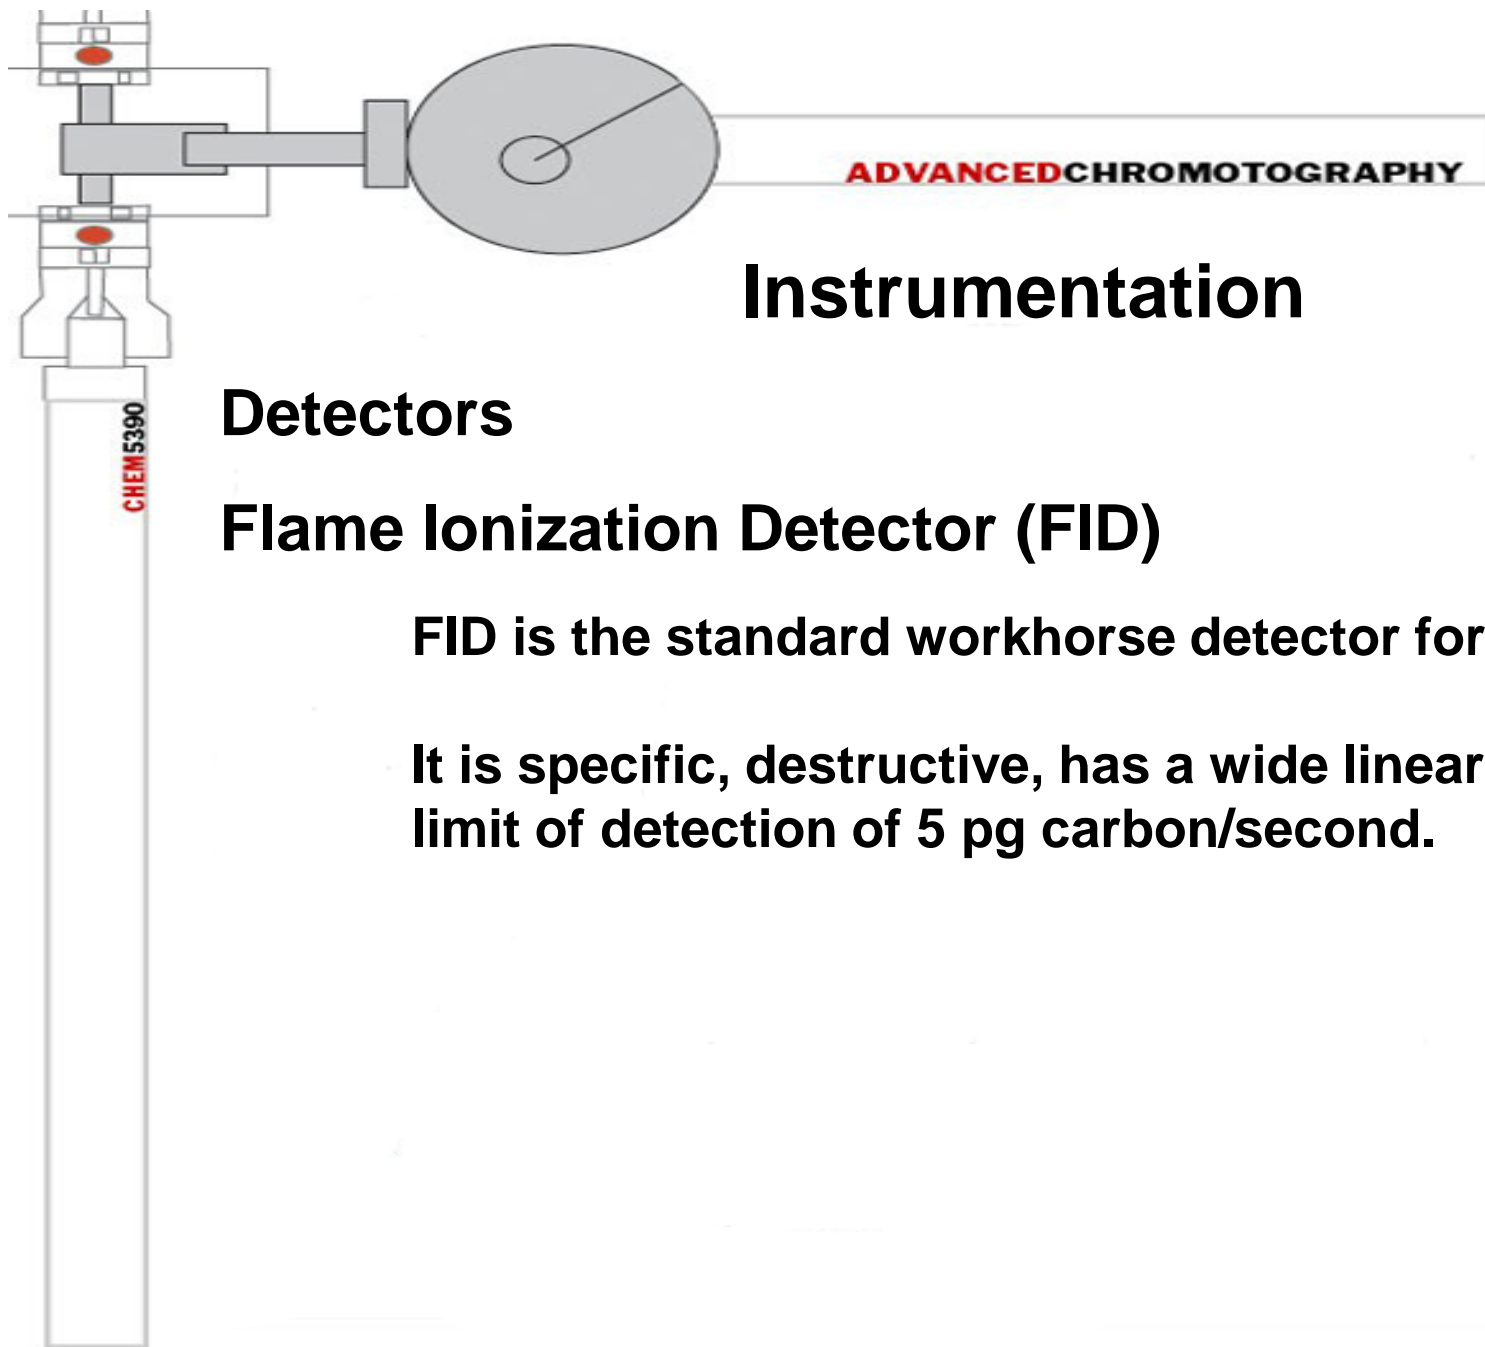 ADVANCEDCHROMOTOGRAPHY
Instrumentation
Detectors
CHEM5390
Flame Ionization Detector (FID)
FID is the standard workhorse detector for
It is specific, destructive, has a wide linear
limit of detection of 5 pg carbon/second.